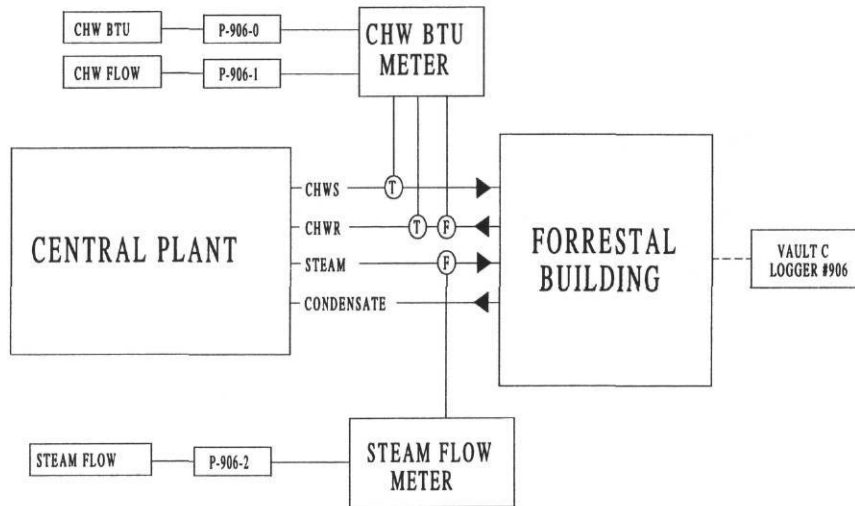 CHW BTU
P-906-0
CHW BTU
METER
CHW FLOW
P-906-1
CENTRAL PLANT
CHWS
T
CHWR
T
F
STEAM
F
CONDENSATE
FORRESTAL
BUILDING
VAULT C
LOGGER #906
STEAM FLOW
P-906-2
STEAM FLOW
METER